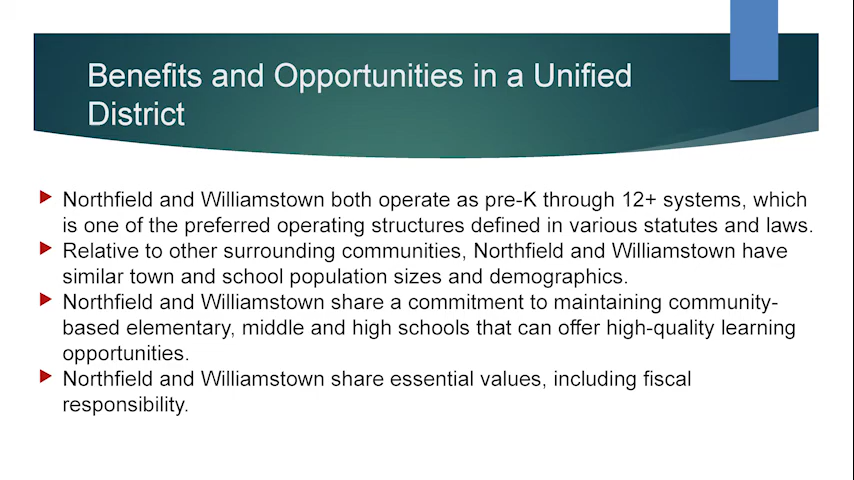 Benefits and Opportunities in a Unified
District
Northfield and Williamstown both operate as pre-K through 12+ systems, which
is one of the preferred operating structures defined in various statutes and laws.
Relative to other surrounding communities, Northfield and Williamstown have
similar town and school population sizes and demographics.
Northfield and Williamstown share a commitment to maintaining community-
based elementary, middle and high schools that can offer high-quality learning
opportunities.
Northfield and Williamstown share essential values, including fiscal
responsibility.